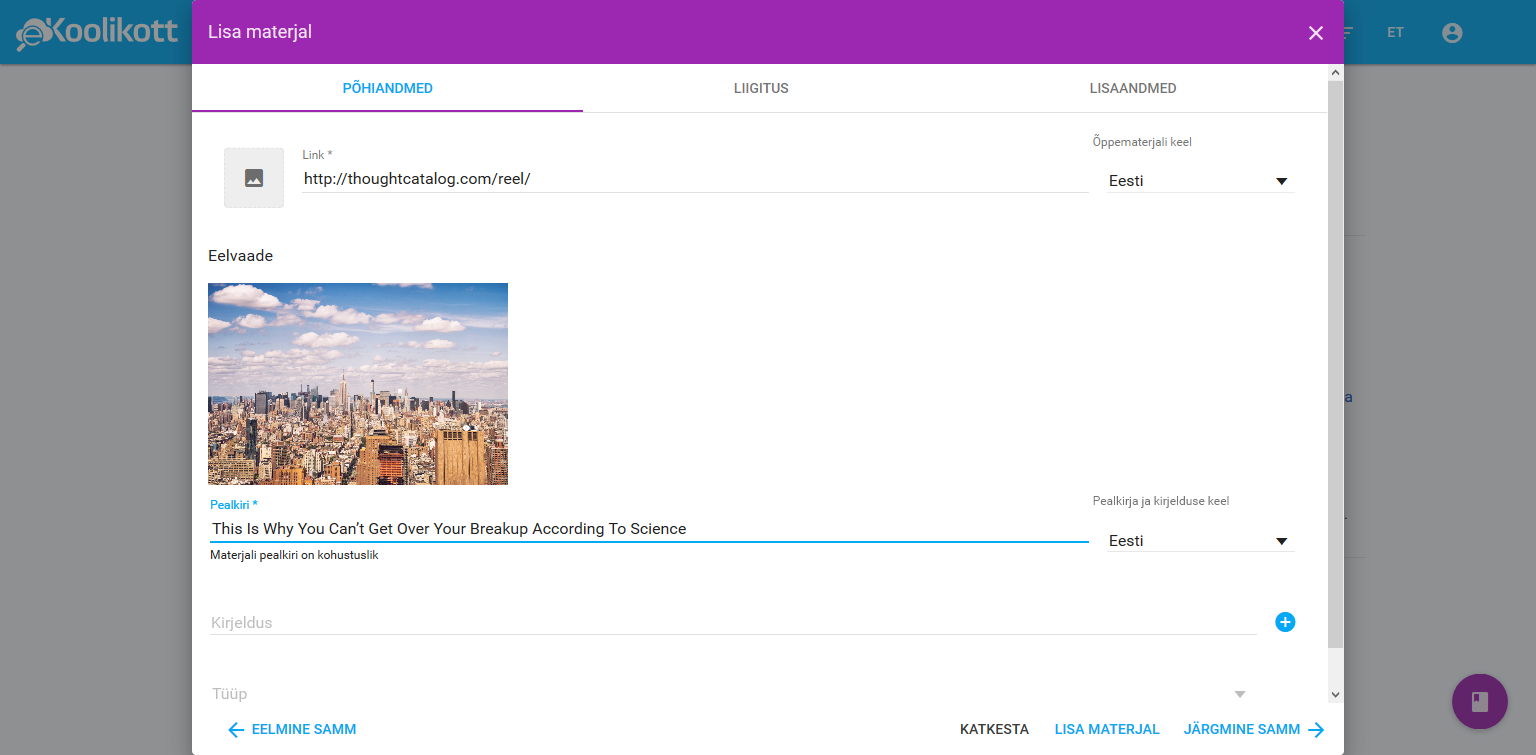 eKoolikott
Lisa materjal
ET
PÕHIANDMED
LIIGITUS
LISAANDMED
Link *
Õppematerjali keel
http://thoughtcatalog.com/reel/
Eesti
Eelvaade
a
Pealkiri *
Pealkirja ja kirjelduse keel
This Is Why You Can’t Get Over Your Breakup According To Science
Eesti
Materjali pealkiri on kohustuslik
Kirjeldus
Tüüp
EELMINE SAMM
KATKESTA
LISA MATERJAL
JÄRGMINE SAMM